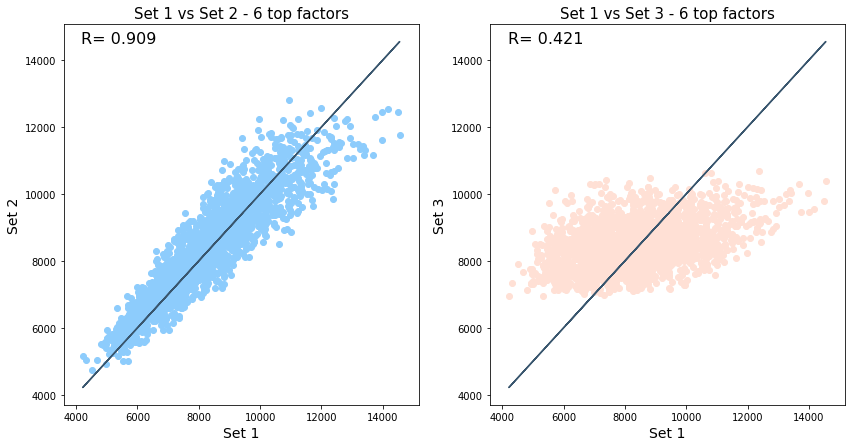 Set 1 vs Set 2 - 6 top factors
R= 0.909
14000
12000
10000
8000
6000
4000
Set 2
4000 6000 8000 10000 12000 14000
Set 1
Set 1 vs Set 3 - 6 top factors
R= 0.421
14000
12000
10000
8000
6000
4000
Set 3
4000 6000 8000 10000 12000 14000
Set 1